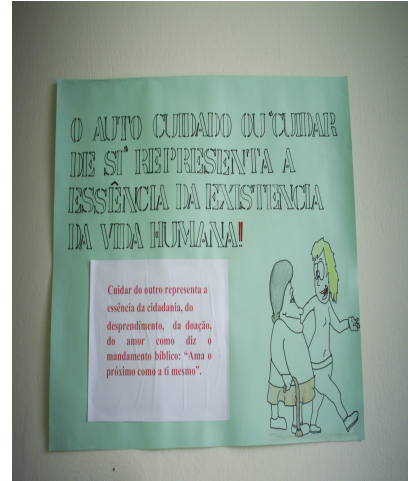 O AUTO CUIDADO OU "CUIDAR
DE SI" REPRESENTA A
ESSÊNCIA DA EXISTENCIA
DA VIDA HUMANA!
Cuidar do outro representa a
essência da cidadania, do
desprendimento, da doação,
do amor como diz o
mandamento bíblico: “Ama o
próximo como a ti mesmo”.